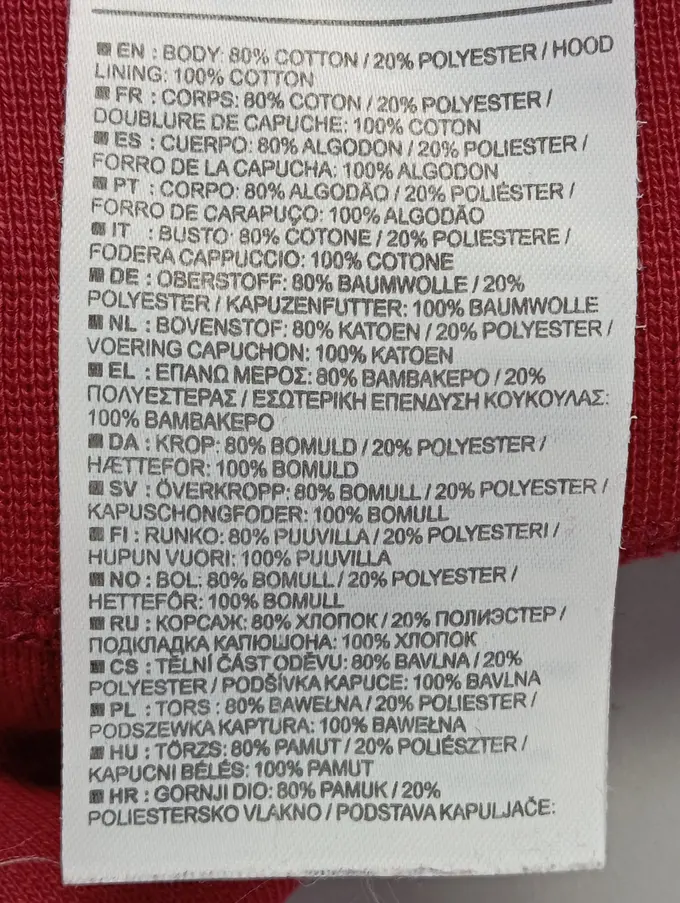 EN : BODY: 80% COTTON / 20% POLYESTER / HOOD
LINING: 100% COTTON
FR : CORPS: 80% COTON / 20% POLYESTER /
DOUBLURE DE CAPUCHE: 100% COTON
ES : CUERPO: 80% ALGODON / 20% POLIESTER /
FORRO DE LA CAPUCHA: 100% ALGODON
PT : CORPO: 80% ALGODÃO / 20% POLIÉSTER /
FORRO DE CARAPUÇO: 100% ALGODÃO
IT : BUSTO: 80% COTONE / 20% POLIESTERE /
FODERA CAPPUCCIO: 100% COTONE
DE : OBERSTOFF: 80% BAUMWOLLE / 20%
POLYESTER / KAPUZENFUTTER: 100% BAUMWOLLE
NL : BOVENSTOF: 80% KATOEN / 20% POLYESTER /
VOERING CAPUCHON: 100% KATOEN
EL : ΕΠΑΝΩ ΜΕΡΟΣ: 80% ΒΑΜΒΑΚΕΡΟ / 20%
ΠΟΛΥΕΣΤΕΡΑΣ / ΕΣΩΤΕΡΙΚΗ ΕΠΕΝΔΥΣΗ ΚΟΥΚΟΥΛΑΣ:
100% ΒΑΜΒΑΚΕΡΟ
DA : KROP: 80% BOMULD / 20% POLYESTER /
HÆTTEFOR: 100% BOMULD
SV : ÖVERKROPP: 80% BOMULL / 20% POLYESTER /
KAPUSCHONGFODER: 100% BOMULL
FI : RUNKO: 80% PUUVILLA / 20% POLYESTERI /
HUPUN VUORI: 100% PUUVILLA
NO : BOL: 80% BOMULL / 20% POLYESTER /
HETTEFÔR: 100% BOMULL
RU : КОРСАЖ: 80% ХЛОПОК / 20% ПОЛИЭСТЕР /
ПОДКЛАДКА КАПЮШОНА: 100% ХЛОПОК
CS : TĚLNÍ ČÁST ODĚVU: 80% BAVLNA / 20%
POLYESTER / PODŠÍVKA KAPUCE: 100% BAVLNA
PL : TORS : 80% BAWEŁNA / 20% POLIESTER /
PODSZEWKA KAPTURA: 100% BAWEŁNA
HU : TÖRZS: 80% PAMUT / 20% POLIÉSZTER /
KAPUCNI BÉLÉS: 100% PAMUT
HR : GORNJI DIO: 80% PAMUK / 20%
POLIESTERSKO VLAKNO / PODSTAVA KAPULJAČE: